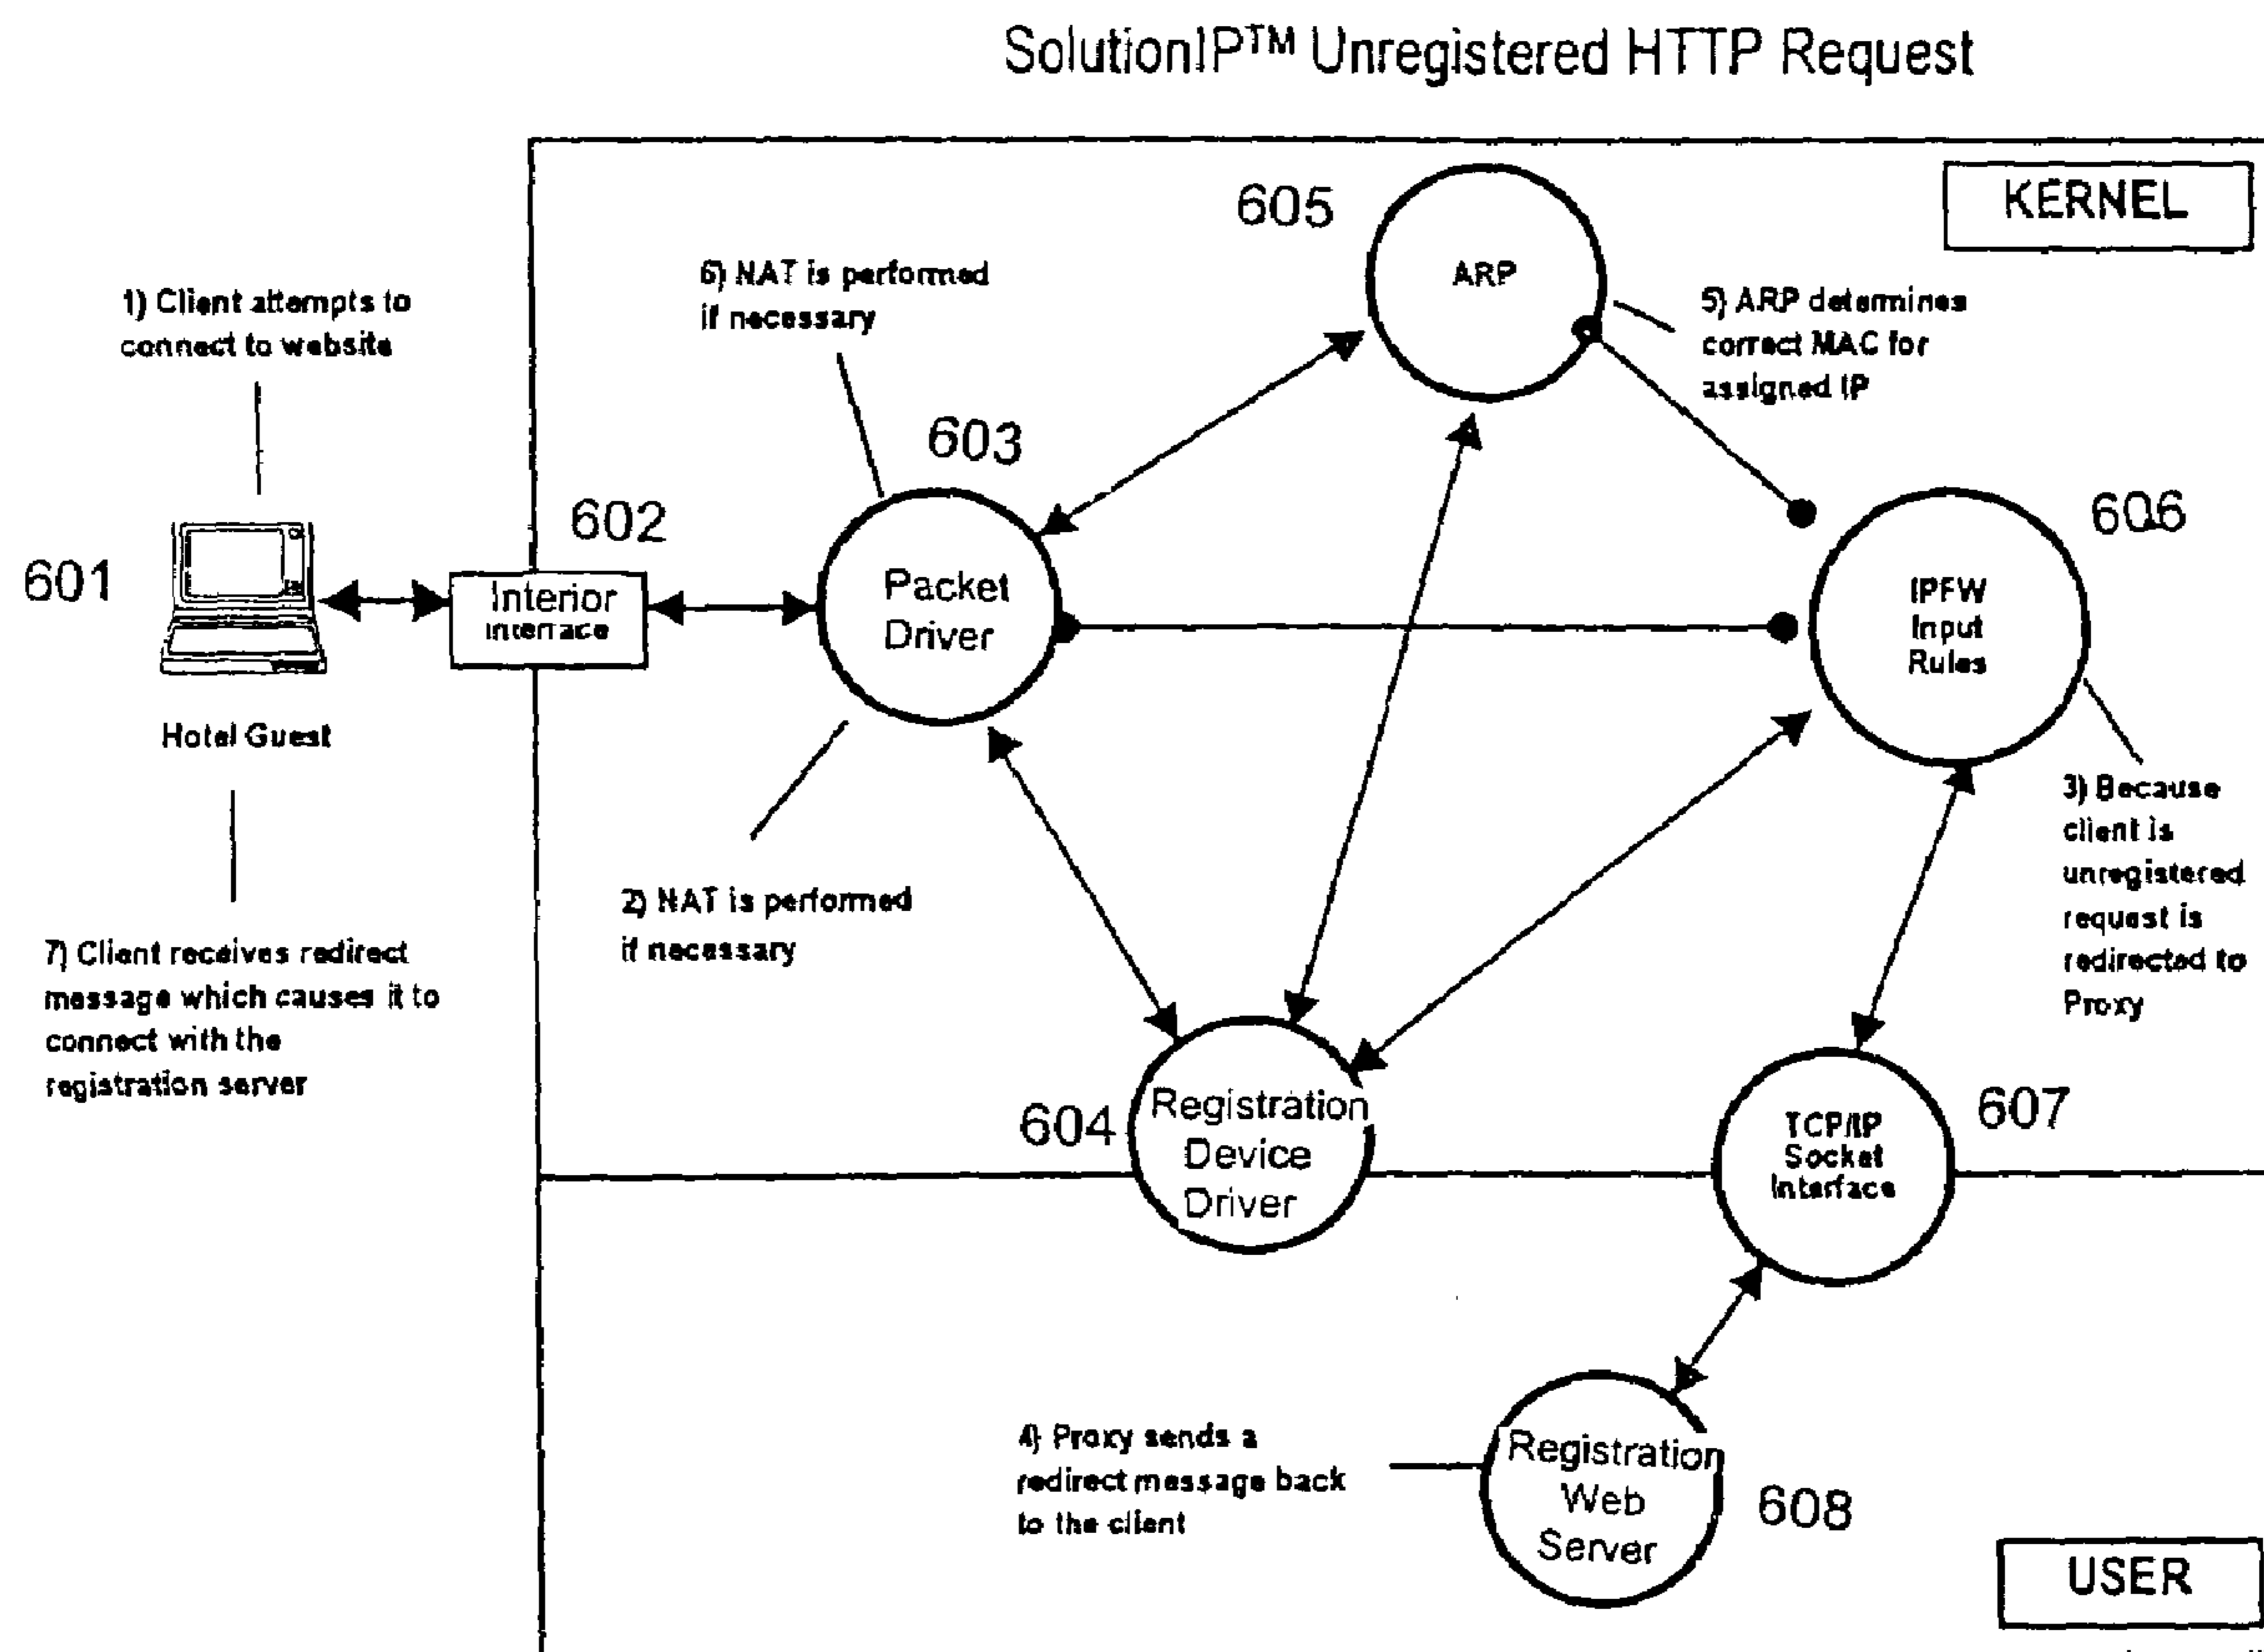 SolutionIP™ Unregistered HTTP Request
KERNEL
605
ARP
6) NAT is performed
if necessary
1) Client attempts to
connect to website
5) ARP determines
correct MAC for
assigned IP
603
602
606
601
Interior
Interface
Packet
Driver
IPFW
Input
Rules
Hotel Guest
3) Because
client is
unregistered
request is
redirected to
Proxy
2) NAT is performed
if necessary
7) Client receives redirect
message which causes it to
connect with the
registration server
604
Registration
Device
Driver
607
TCP/IP
Socket
Interface
4) Proxy sends a
redirect message back
to the client
Registration
Web
Server
608
USER